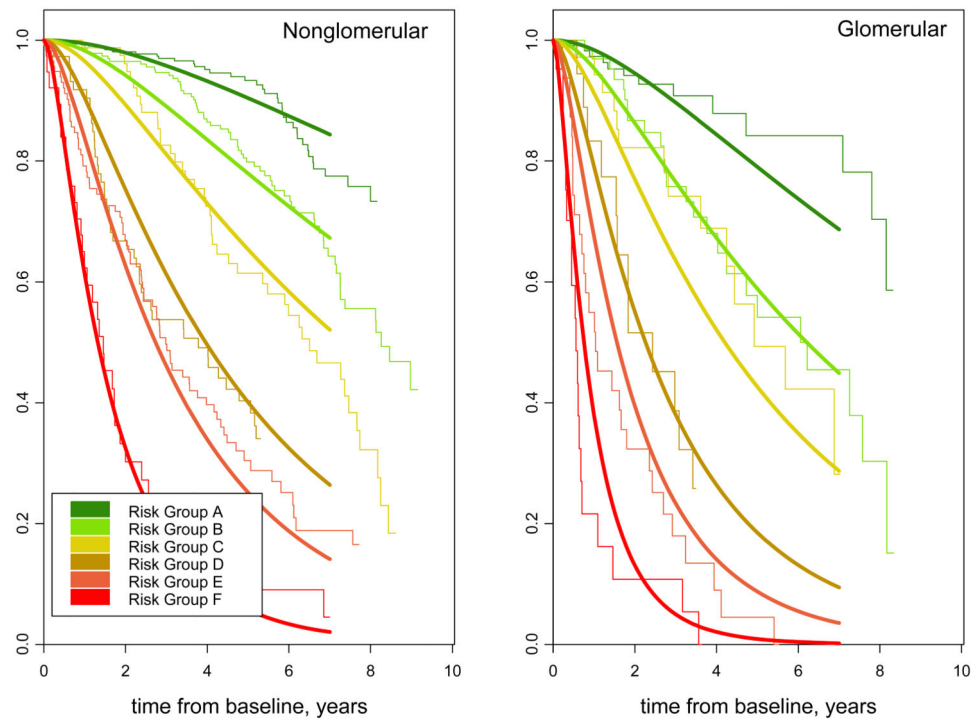 Nonglomerular
1.0
0.8
0.6
0.4
0.2
0.0
Risk Group A
Risk Group B
Risk Group C
Risk Group D
Risk Group E
Risk Group F
0 2 4 6 8 10
time from baseline, years
Glomerular
1.0
0.8
0.6
0.4
0.2
0.0
0 2 4 6 8 10
time from baseline, years